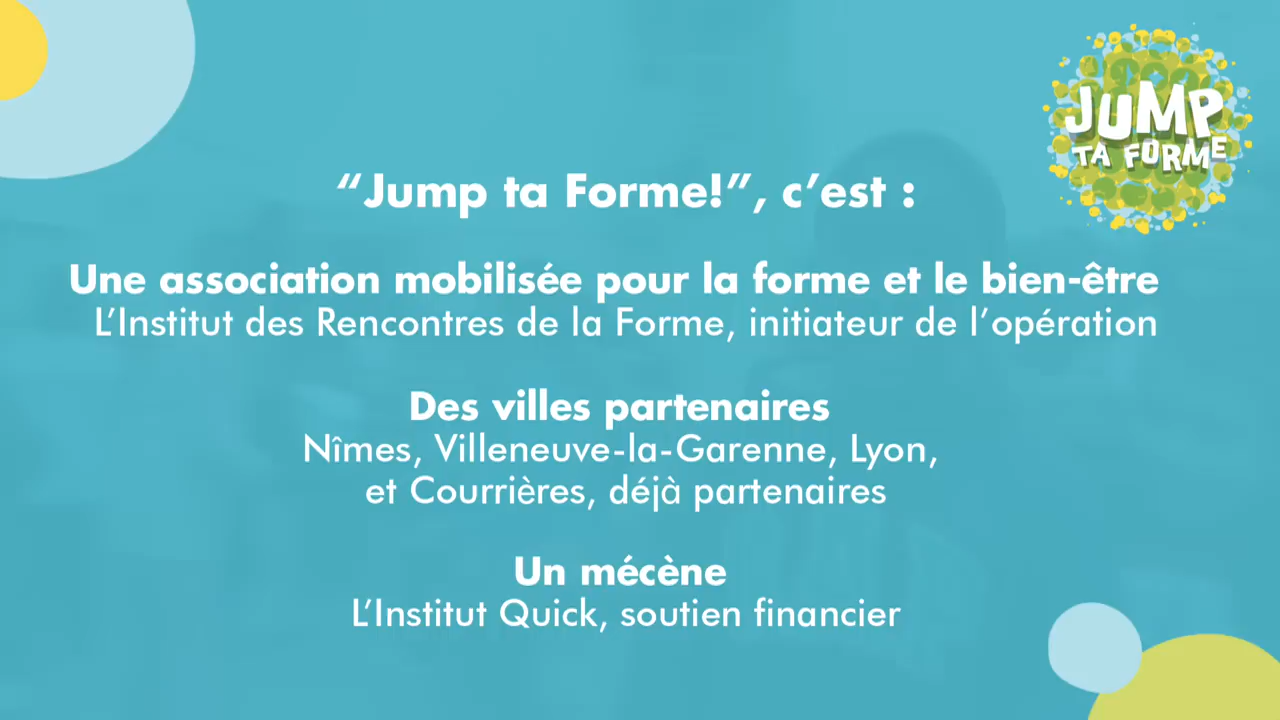 JUMP
TA FORME
“Jump ta Forme!”, c’est :
Une association mobilisée pour la forme et le bien-être
L’Institut des Rencontres de la Forme, initiateur de l’opération
Des villes partenaires
Nîmes, Villeneuve-la-Garenne, Lyon,
et Courrières, déjà partenaires
Un mécène
L’Institut Quick, soutien financier